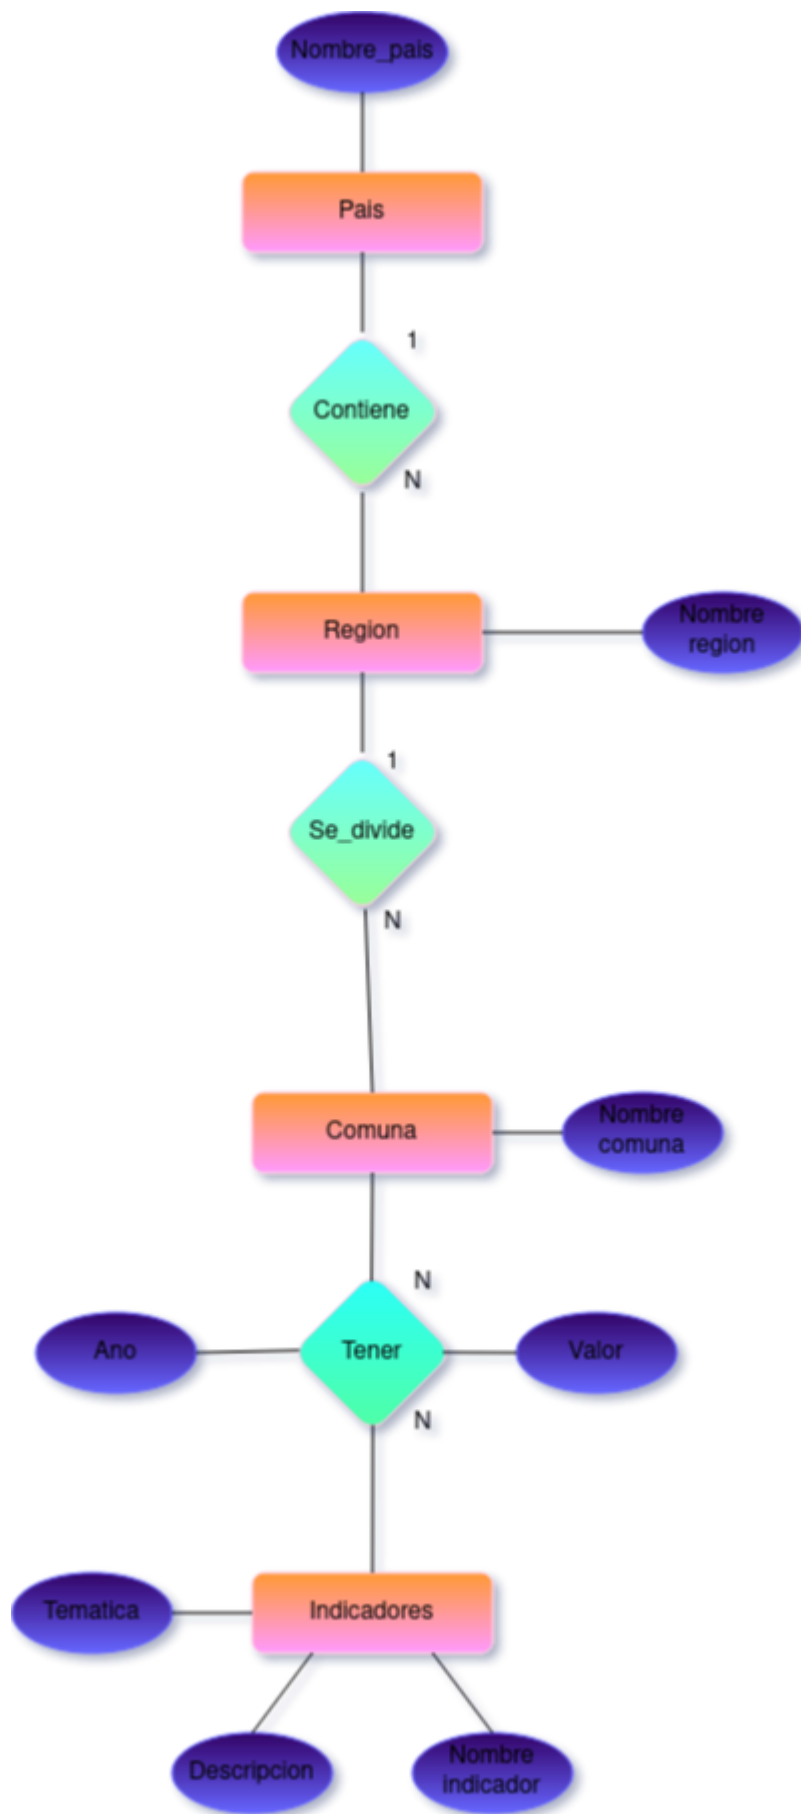 Nombre_pais
Pais
1
Contiene
N
Region
Nombre
region
1
Se_divide
N
Comuna
Nombre
comuna
N
Ano
Tener
Valor
N
Tematica
Indicadores
Descripcion
Nombre
indicador